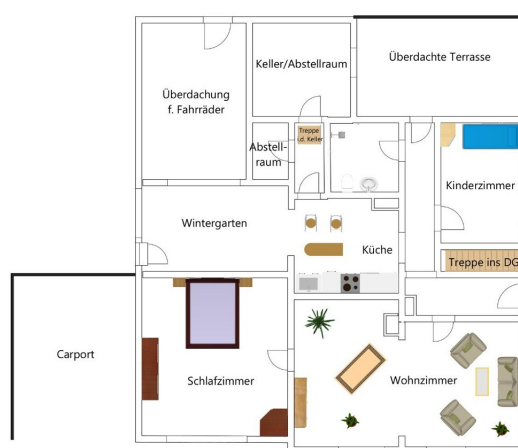 Überdachte Terrasse
Keller/Abstellraum
Überdachung
f. Fahrräder
Treppe
i.d. Keller
Abstell-
raum
Kinderzimmer
Wintergarten
Küche
Treppe ins DG
Carport
Schlafzimmer
Wohnzimmer